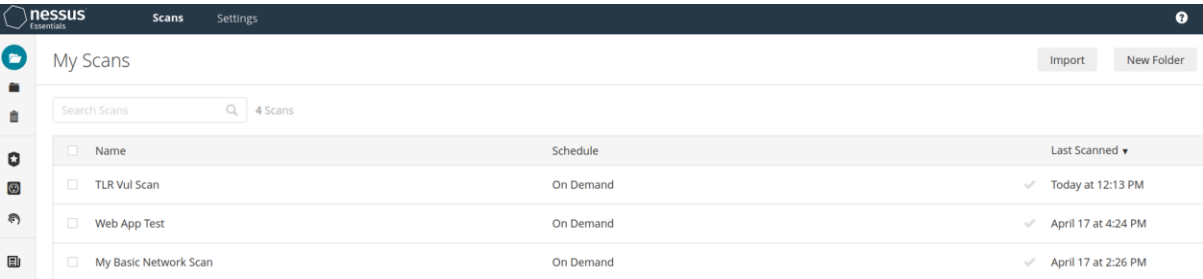 nessus
Essentials
Scans Settings
My Scans
Import New Folder
Search Scans 4 Scans
Name Schedule Last Scanned ▼
TLR Vul Scan On Demand Today at 12:13 PM
Web App Test On Demand April 17 at 4:24 PM
My Basic Network Scan On Demand April 17 at 2:26 PM